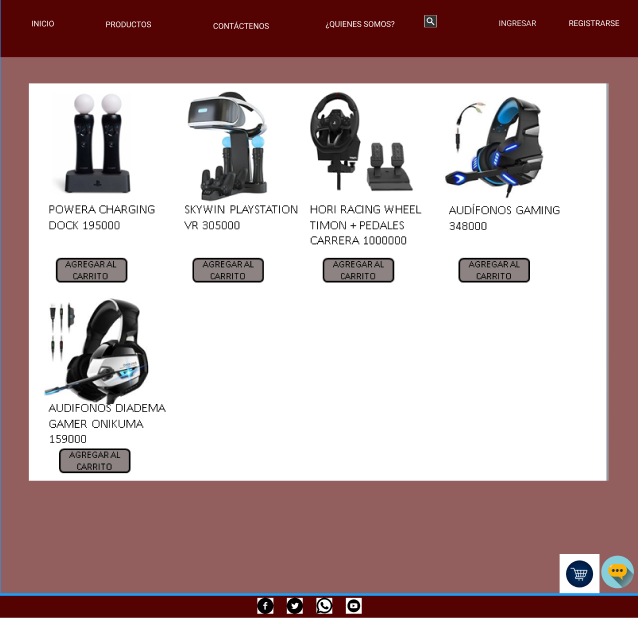 INICIO
PRODUCTOS
CONTÁCTENOS
¿QUIENES SOMOS?
INGRESAR
REGISTRARSE
POWERA CHARGING
DOCK 195000
AGREGAR AL
CARRITO
SKYWIN PLAYSTATION
VR 305000
AGREGAR AL
CARRITO
HORI RACING WHEEL
TIMON + PEDALES
CARRERA 1000000
AGREGAR AL
CARRITO
AUDÍFONOS GAMING
348000
AGREGAR AL
CARRITO
AUDIFONOS DIADEMA
GAMER ONIKUMA
159000
AGREGAR AL
CARRITO